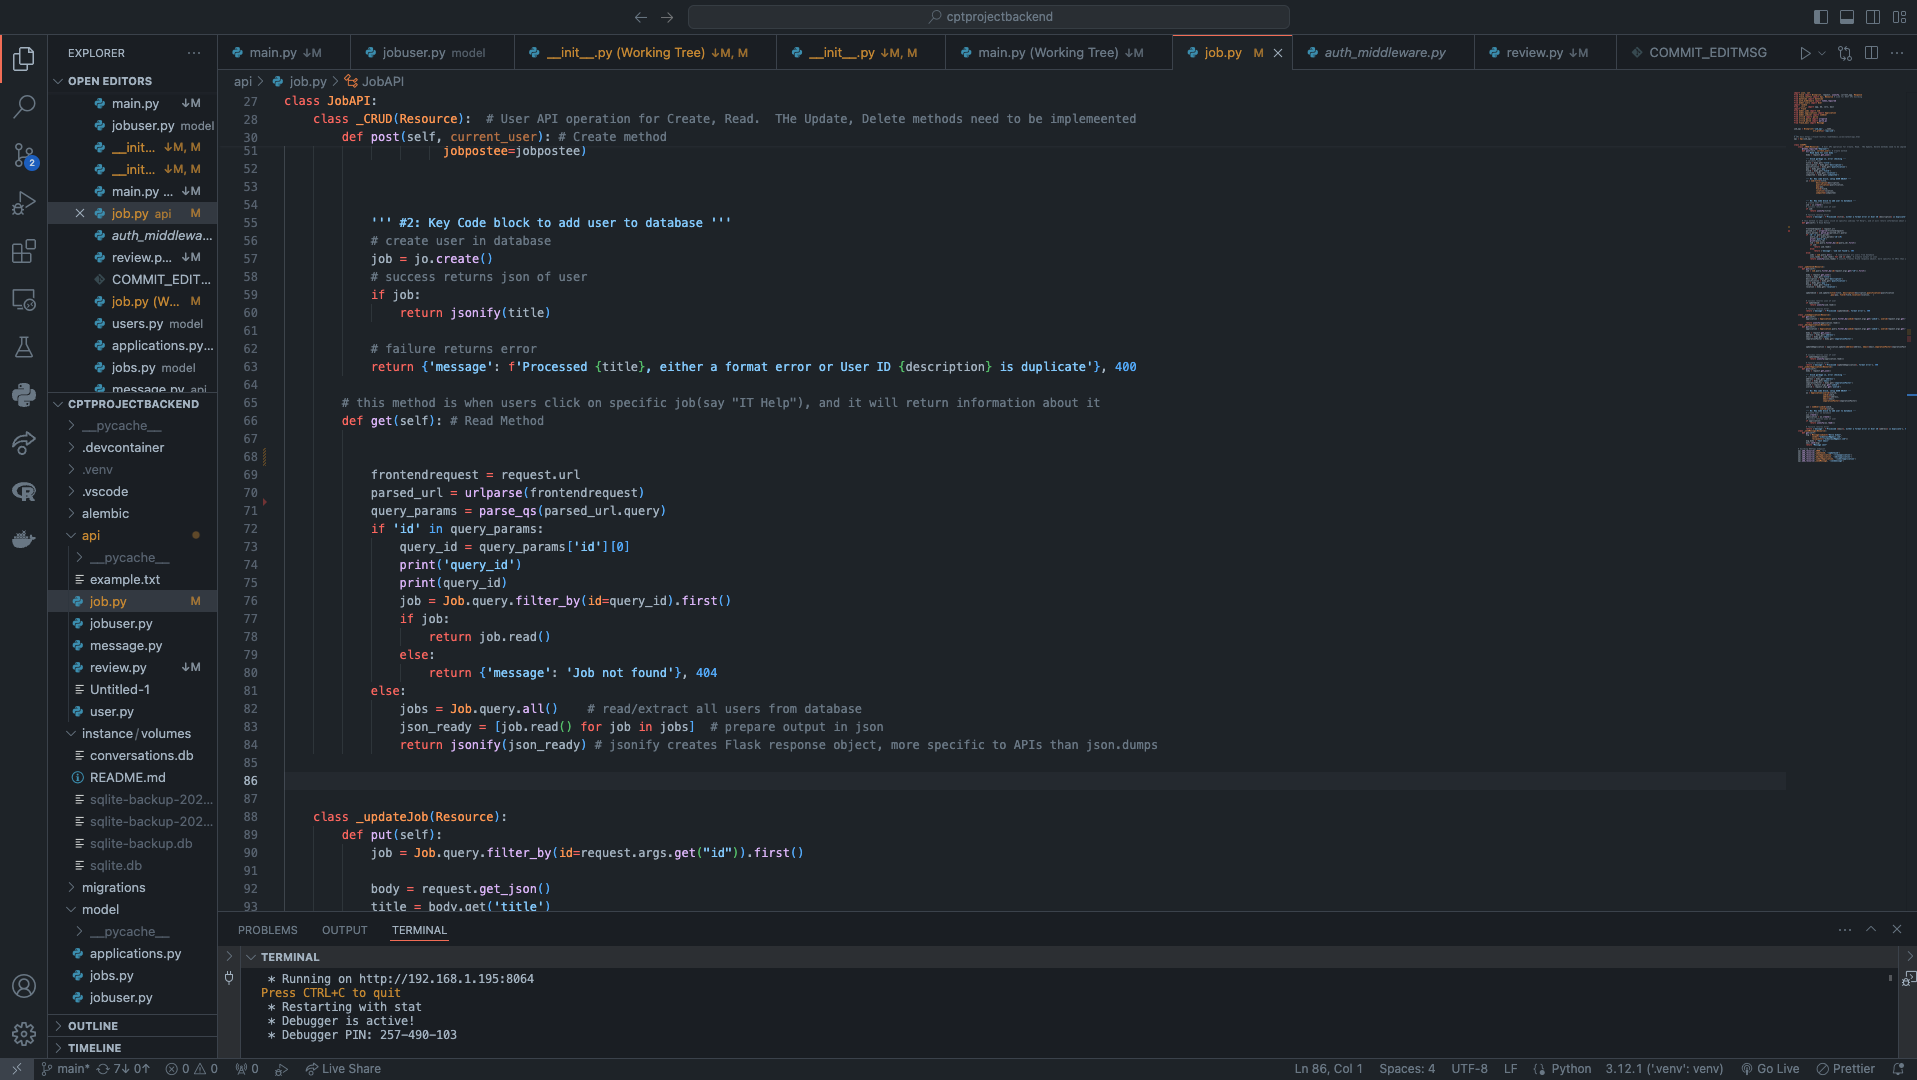 cptprojectbackend
EXPLORER
main.py ↓M
jobuser.py model
__init__.py (Working Tree) ↓M, M
__init__.py ↓M, M
main.py (Working Tree) ↓M
job.py M
auth_middleware.py
review.py ↓M
COMMIT_EDITMSG
OPEN EDITORS
main.py ↓M
jobuser.py model
__init... ↓M, M
__init... ↓M, M
main.py ... ↓M
job.py api M
auth_middlewa...
review.p... ↓M
COMMIT_EDIT...
job.py (W... M
users.py model
applications.py...
jobs.py model
message.py api
CPTPROJECTBACKEND
__pycache__
.devcontainer
.venv
.vscode
alembic
api
__pycache__
example.txt
job.py M
jobuser.py
message.py
review.py ↓M
Untitled-1
user.py
instance/volumes
conversations.db
README.md
sqlite-backup-202...
sqlite-backup-202...
sqlite-backup.db
sqlite.db
migrations
model
__pycache__
applications.py
jobs.py
jobuser.py
OUTLINE
TIMELINE
2
api > job.py > JobAPI
27 class JobAPI:
28 class _CRUD(Resource): # User API operation for Create, Read. THe Update, Delete methods need to be implemeented
30 def post(self, current_user): # Create method
51 jobpostee=jobpostee)
52
53
54
55 ''' #2: Key Code block to add user to database '''
56 # create user in database
57 job = jo.create()
58 # success returns json of user
59 if job:
60 return jsonify(title)
61
62 # failure returns error
63 return {'message': f'Processed {title}, either a format error or User ID {description} is duplicate'}, 400
64
65 # this method is when users click on specific job(say "IT Help"), and it will return information about it
66 def get(self): # Read Method
67
68
69 frontendrequest = request.url
70 parsed_url = urlparse(frontendrequest)
71 query_params = parse_qs(parsed_url.query)
72 if 'id' in query_params:
73 query_id = query_params['id'][0]
74 print('query_id')
75 print(query_id)
76 job = Job.query.filter_by(id=query_id).first()
77 if job:
78 return job.read()
79 else:
80 return {'message': 'Job not found'}, 404
81 else:
82 jobs = Job.query.all() # read/extract all users from database
83 json_ready = [job.read() for job in jobs] # prepare output in json
84 return jsonify(json_ready) # jsonify creates Flask response object, more specific to APIs than json.dumps
85
86
87
88 class _updateJob(Resource):
89 def put(self):
90 job = Job.query.filter_by(id=request.args.get("id")).first()
91
92 body = request.get_json()
93 title = body.get('title')
PROBLEMS OUTPUT TERMINAL
TERMINAL
* Running on http://192.168.1.195:8064
Press CTRL+C to quit
* Restarting with stat
* Debugger is active!
* Debugger PIN: 257-490-103
main* 7↓ 0↑ 0 0 0 Live Share
Ln 86, Col 1 Spaces: 4 UTF-8 LF Python 3.12.1 ('.venv': venv) Go Live Prettier